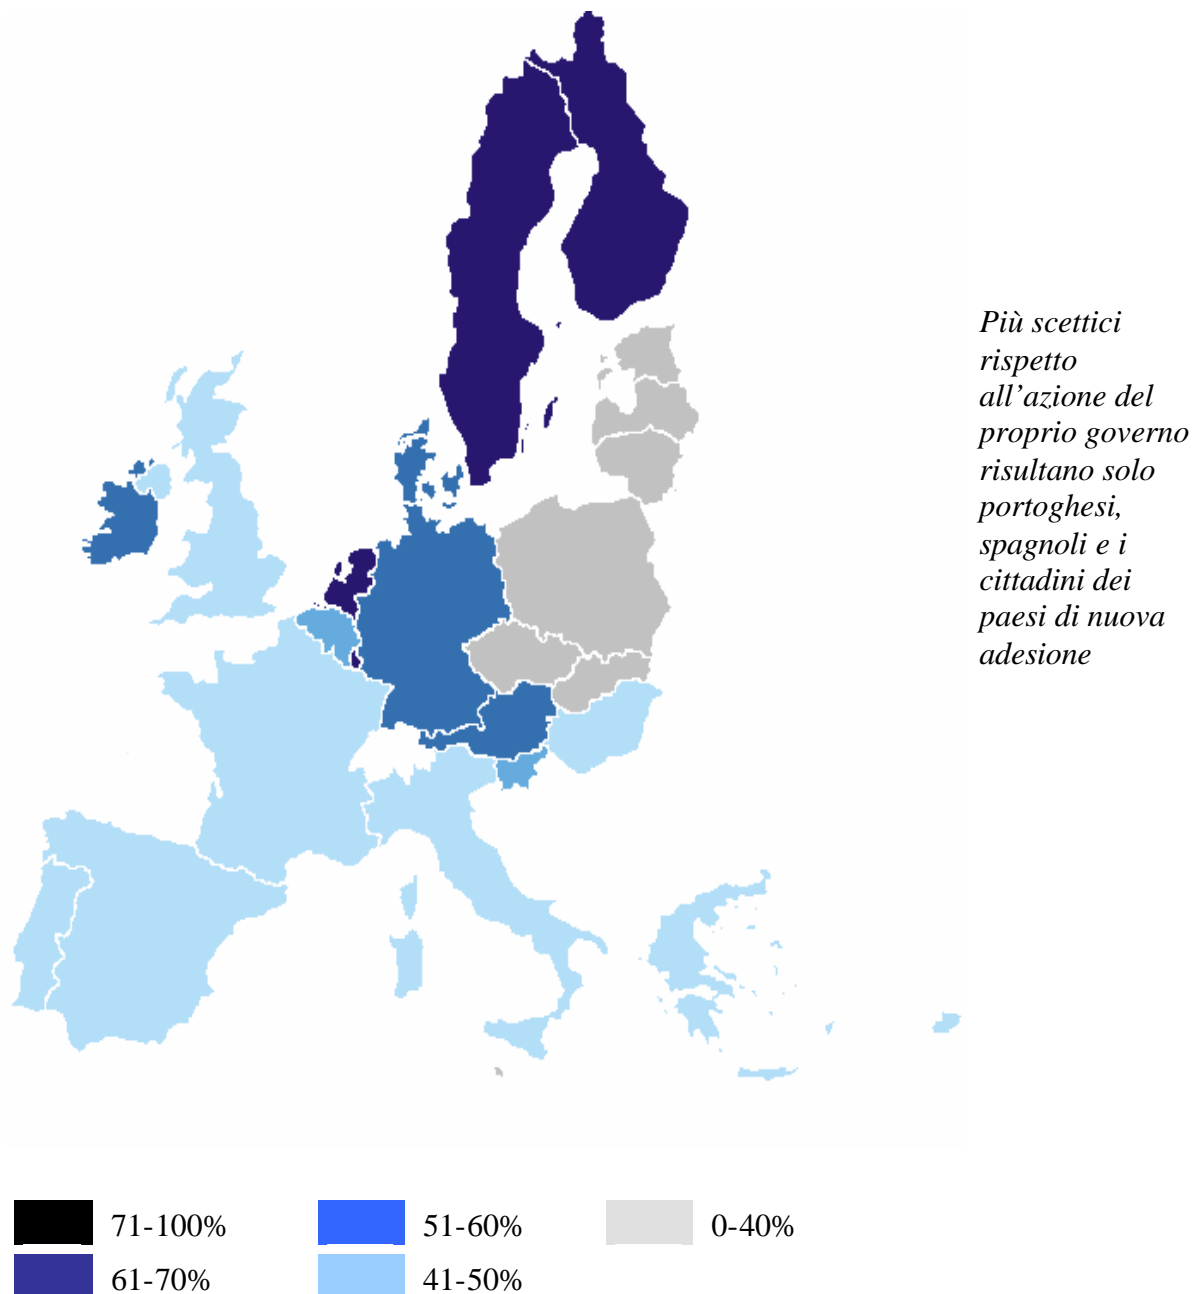 Più scettici
rispetto
all’azione del
proprio governo
risultano solo
portoghesi,
spagnoli e i
cittadini dei
paesi di nuova
adesione
71-100%
51-60%
0-40%
61-70%
41-50%